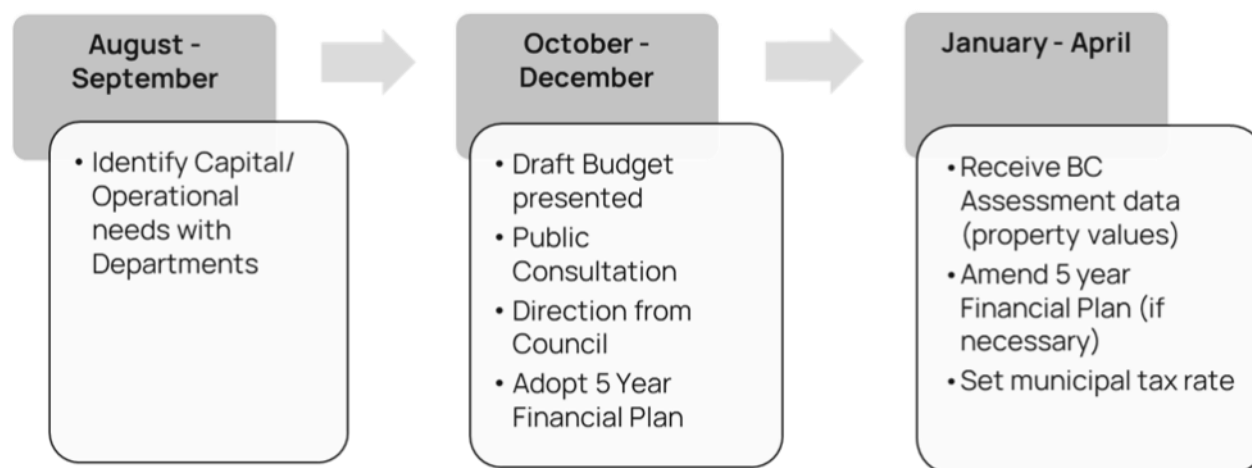 August -
September
• Identify Capital/
Operational
needs with
Departments
October -
December
• Draft Budget
presented
• Public
Consultation
• Direction from
Council
• Adopt 5 Year
Financial Plan
January - April
• Receive BC
Assessment data
(property values)
• Amend 5 year
Financial Plan (if
necessary)
• Set municipal tax rate